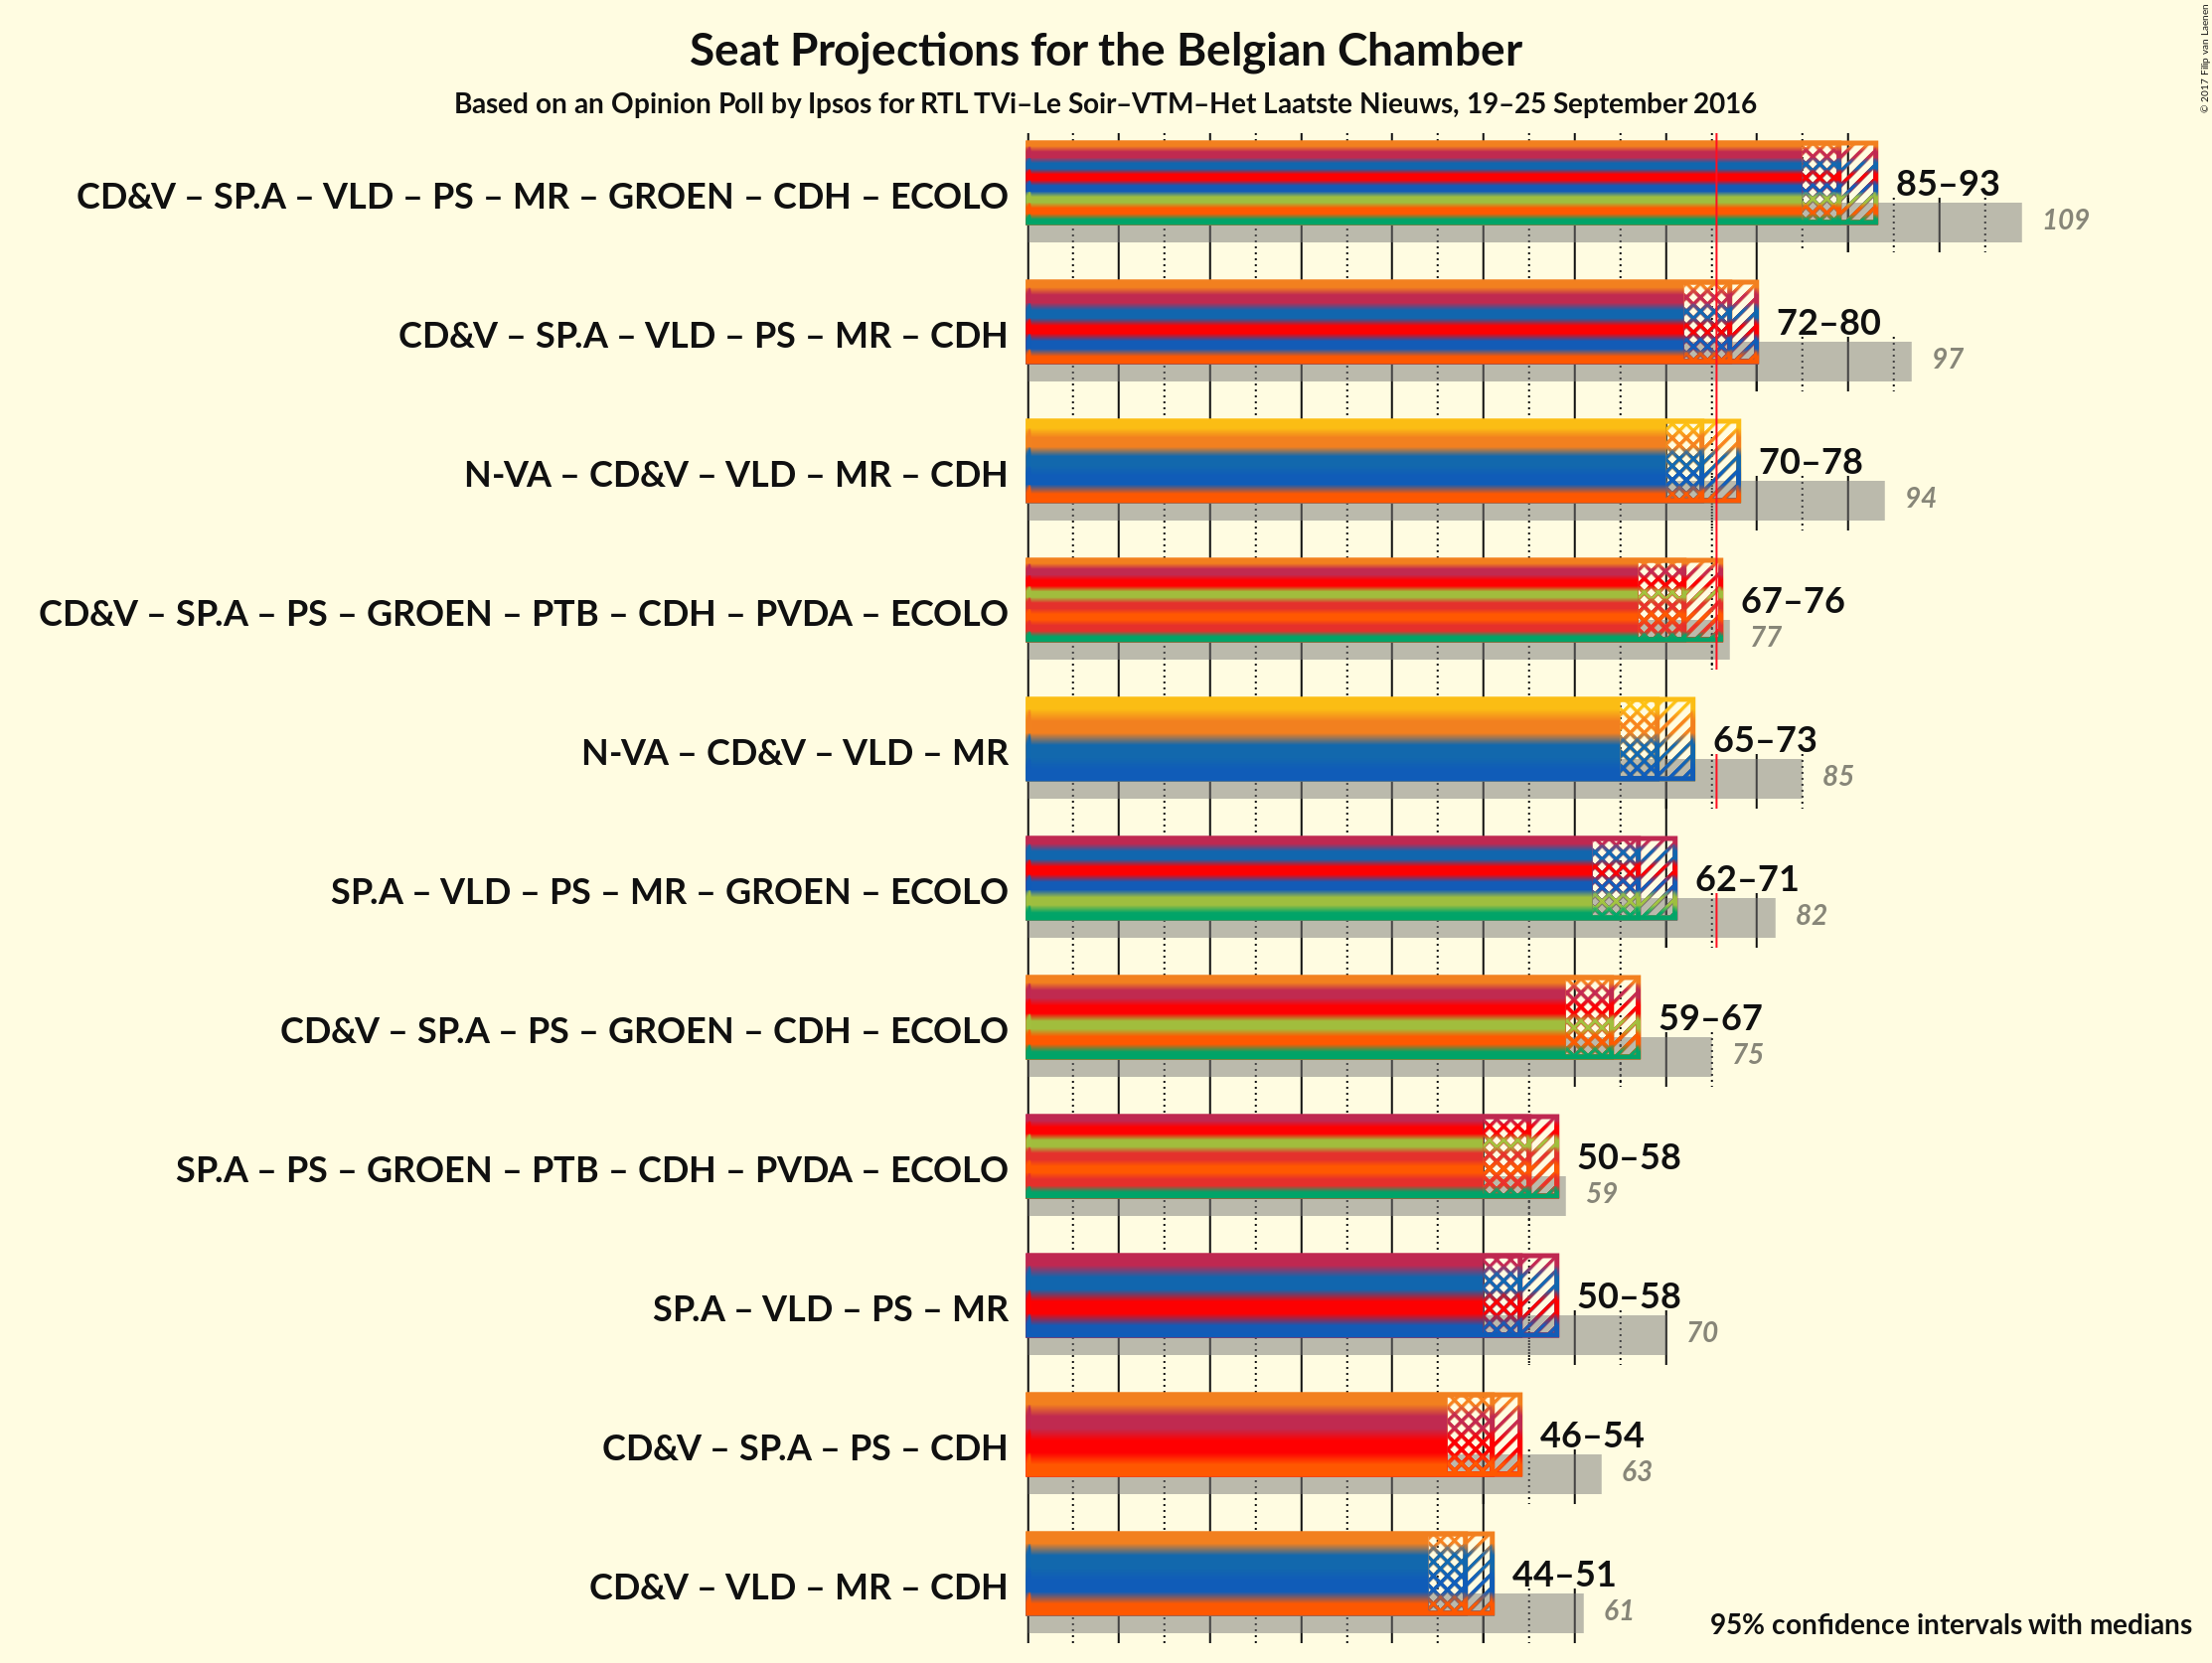 Seat Projections for the Belgian Chamber
Based on an Opinion Poll by Ipsos for RTL TVi–Le Soir–VTM–Het Laatste Nieuws, 19–25 September 2016
© 2017 Filip van Laenen
CD&V – SP.A – VLD – PS – MR – GROEN – CDH – ECOLO
85–93
109
CD&V – SP.A – VLD – PS – MR – CDH
72–80
97
N-VA – CD&V – VLD – MR – CDH
70–78
94
CD&V – SP.A – PS – GROEN – PTB – CDH – PVDA – ECOLO
67–76
77
N-VA – CD&V – VLD – MR
65–73
85
SP.A – VLD – PS – MR – GROEN – ECOLO
62–71
82
CD&V – SP.A – PS – GROEN – CDH – ECOLO
59–67
75
SP.A – PS – GROEN – PTB – CDH – PVDA – ECOLO
50–58
59
SP.A – VLD – PS – MR
50–58
70
CD&V – SP.A – PS – CDH
46–54
63
CD&V – VLD – MR – CDH
44–51
61
95% confidence intervals with medians